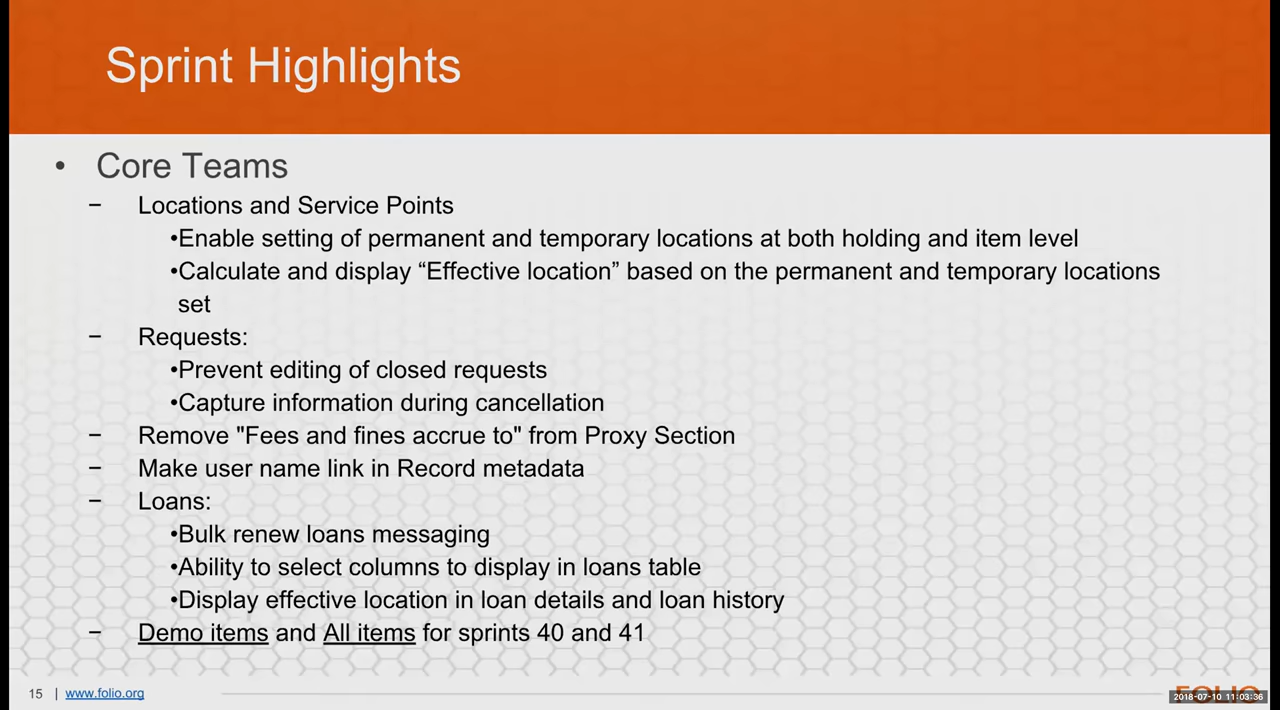 Sprint Highlights
• Core Teams
− Locations and Service Points
•Enable setting of permanent and temporary locations at both holding and item level
•Calculate and display “Effective location” based on the permanent and temporary locations
set
− Requests:
•Prevent editing of closed requests
•Capture information during cancellation
− Remove "Fees and fines accrue to" from Proxy Section
− Make user name link in Record metadata
− Loans:
•Bulk renew loans messaging
•Ability to select columns to display in loans table
•Display effective location in loan details and loan history
− Demo items and All items for sprints 40 and 41
15 | www.folio.org
FOLIO
2018-07-10 11:03:36